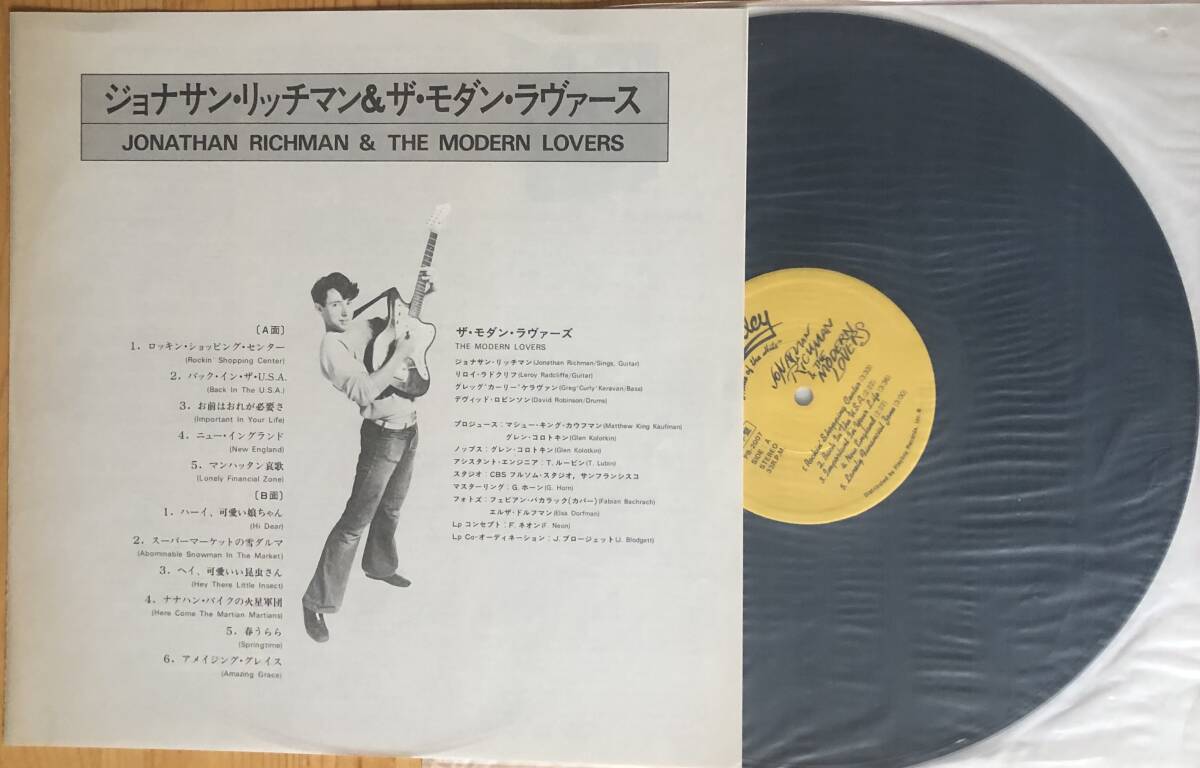 ジョナサン・リッチマン&ザ・モダン・ラヴァース
JONATHAN RICHMAN & THE MODERN LOVERS
〔A面〕
1. ロッキン・ショッピング・センター
(Rockin' Shopping Center)
2. バック・イン・ザ・U.S.A.
(Back In The U.S.A.)
3. お前はおれが必要さ
(Important In Your Life)
4. ニュー・イングランド
(New England)
5. マンハッタン哀歌
(Lonely Financial Zone)
〔B面〕
1. ハーイ、可愛い娘ちゃん
(Hi Dear)
2. スーパーマーケットの雪ダルマ
(Abominable Snowman In The Market)
3. ヘイ、可愛いい昆虫さん
(Hey There Little Insect)
4. ナナハン・バイクの火星軍団
(Here Come The Martian Martians)
5. 春うらら
(Springtime)
6. アメイジング・グレイス
(Amazing Grace)
ザ・モダン・ラヴァーズ
THE MODERN LOVERS
ジョナサン・リッチマン(Jonathan Richman/Sings, Guitar)
リロイ・ラドクリフ(Leroy Radcliffe/Guitar)
グレッグ"カーリー"ケラヴァン(Greg"Curly"Keravan/Bass)
デヴィッド・ロビンソン(David Robinson/Drums)
プロデュース:マシュー・キング・カウフマン(Matthew King Kaufman)
グレン・コロトキン(Glen Kolotkin)
ノップス:グレン・コロトキン(Glen Kolotkin)
アシスタント・エンジニア:T. ルービン(T. Lubin)
スタジオ:CBS フルソム・スタジオ, サンフランシスコ
マスターリング:G. ホーン(G. Horn)
フォトズ:フェビアン・バカラック(カバー)(Fabian Bachrach)
エルザ・ドルフマン(Elsa Dorfman)
Lp コンセプト:F. ネオン(F. Neon)
Lp Co-オーディネーション:J. ブロージェット(J. Blodgett)
JONATHAN
RICHMAN
& THE
MODERN
LOVERS
SIDE A
STEREO
1. Rockin' Shopping Center (3:33)